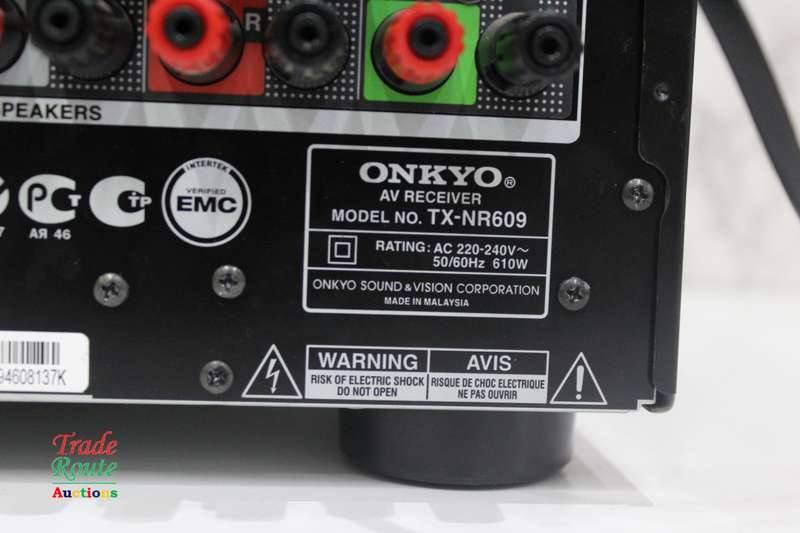 R
SPEAKERS
INTERTEK
VERIFIED
EMC
РСТ
CТР
АЯ 46
ONKYO®
AV RECEIVER
MODEL NO. TX-NR609
RATING: AC 220-240V~
50/60Hz 610W
ONKYO SOUND & VISION CORPORATION
MADE IN MALAYSIA
94608137K
WARNING
RISK OF ELECTRIC SHOCK
DO NOT OPEN
AVIS
RISQUE DE CHOC ELECTRIQUE
NE PAS OUVRIR
Trade
Route
Auctions